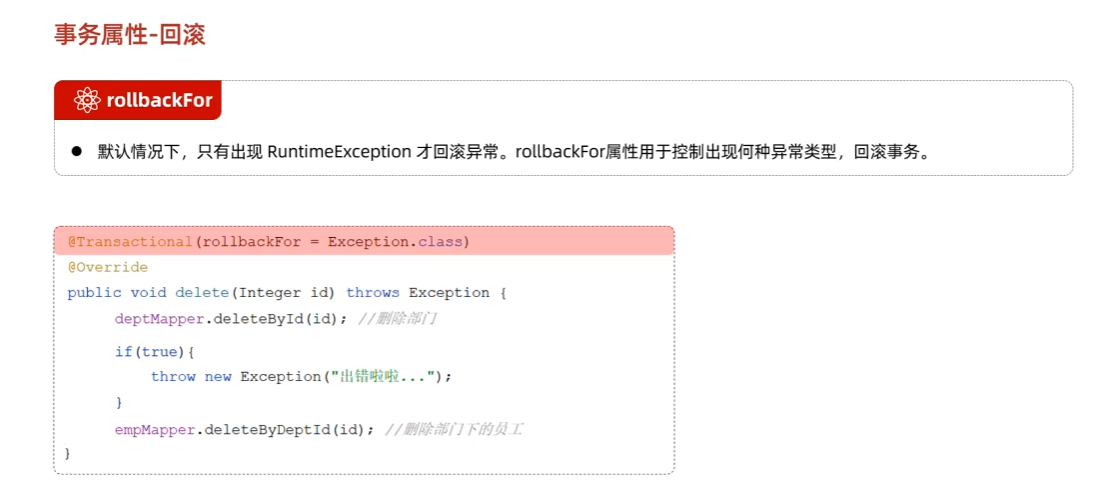 事务属性-回滚
rollbackFor
● 默认情况下，只有出现 RuntimeException 才回滚异常。rollbackFor属性用于控制出现何种异常类型，回滚事务。
@Transactional(rollbackFor = Exception.class)
@Override
public void delete(Integer id) throws Exception {
deptMapper.deleteById(id); //删除部门
if(true){
throw new Exception("出错啦啦...");
}
empMapper.deleteByDeptId(id); //删除部门下的员工
}